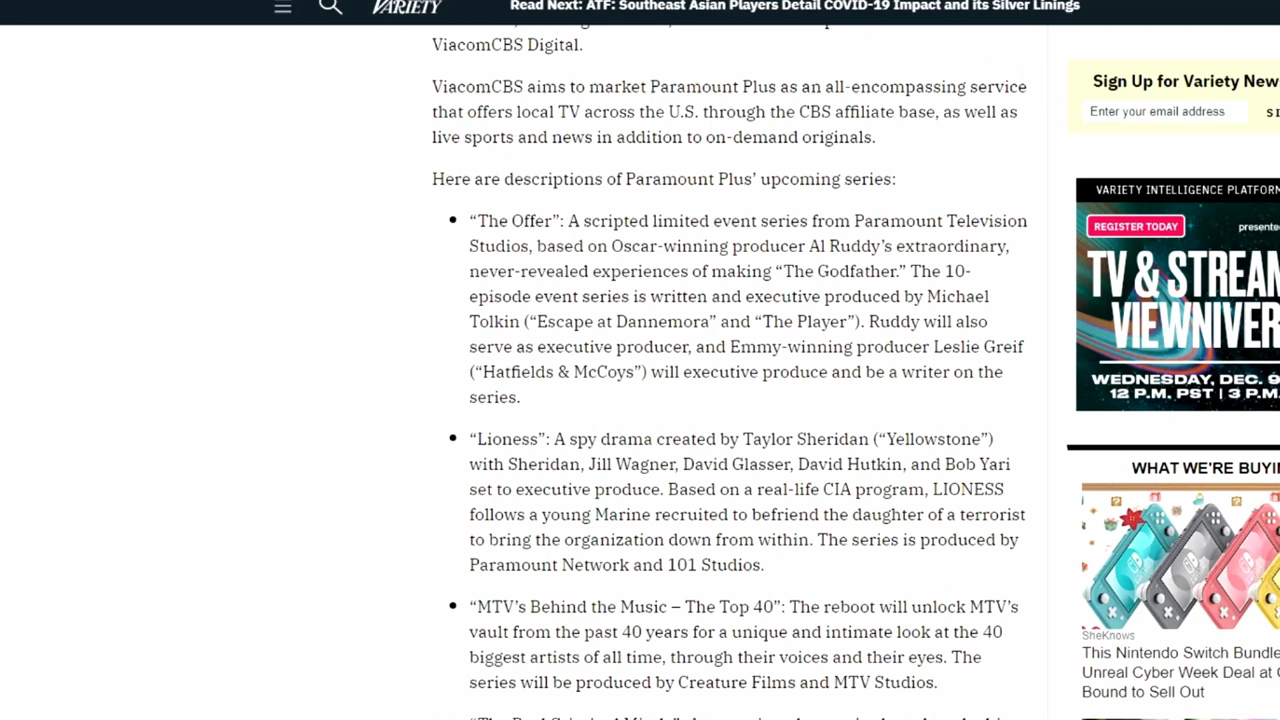 VARIETY
Read Next: ATF: Southeast Asian Players Detail COVID-19 Impact and its Silver Linings
ViacomCBS Digital.
ViacomCBS aims to market Paramount Plus as an all-encompassing service
that offers local TV across the U.S. through the CBS affiliate base, as well as
live sports and news in addition to on-demand originals.
Here are descriptions of Paramount Plus’ upcoming series:
• “The Offer”: A scripted limited event series from Paramount Television
Studios, based on Oscar-winning producer Al Ruddy’s extraordinary,
never-revealed experiences of making “The Godfather.” The 10-
episode event series is written and executive produced by Michael
Tolkin (“Escape at Dannemora” and “The Player”). Ruddy will also
serve as executive producer, and Emmy-winning producer Leslie Greif
(“Hatfields & McCoys”) will executive produce and be a writer on the
series.
• “Lioness”: A spy drama created by Taylor Sheridan (“Yellowstone”)
with Sheridan, Jill Wagner, David Glasser, David Hutkin, and Bob Yari
set to executive produce. Based on a real-life CIA program, LIONESS
follows a young Marine recruited to befriend the daughter of a terrorist
to bring the organization down from within. The series is produced by
Paramount Network and 101 Studios.
• “MTV’s Behind the Music – The Top 40”: The reboot will unlock MTV’s
vault from the past 40 years for a unique and intimate look at the 40
biggest artists of all time, through their voices and their eyes. The
series will be produced by Creature Films and MTV Studios.
Sign Up for Variety New
Enter your email address
SI
VARIETY INTELLIGENCE PLATFORM
REGISTER TODAY
presented
TV & STREAM
VIEWNIVER
WEDNESDAY, DEC. 9
12 P.M. PST | 3 P.M.
WHAT WE'RE BUYI
SheKnows
This Nintendo Switch Bundle
Unreal Cyber Week Deal at
Bound to Sell Out